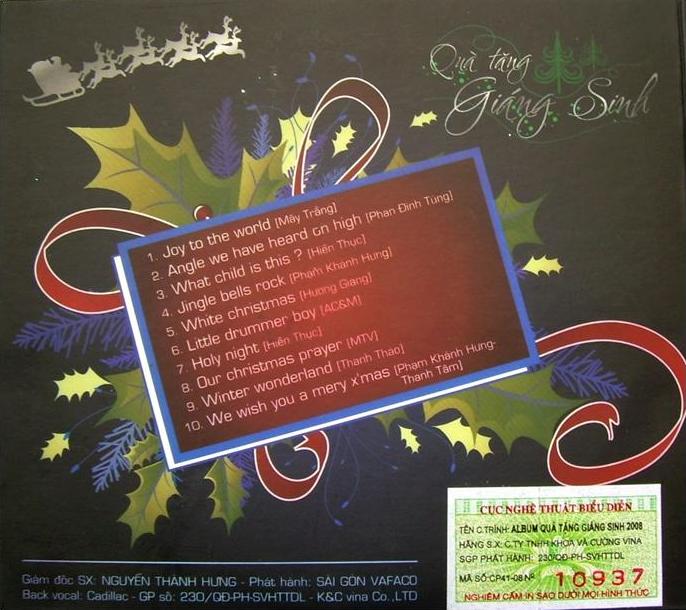 Quà tặng
Giáng Sinh
1. Joy to the world [Mây Trắng]
2. Angle we have heard on high [Phan Đình Tùng]
3. What child is this ? [Hiền Thục]
4. Jingle bells rock [Phạm Khánh Hưng]
5. White christmas [Hương Giang]
6. Little drummer boy [AC&M]
7. Holy night [Hiền Thục]
8. Our christmas prayer [MTV]
9. Winter wonderland [Thanh Thảo]
10. We wish you a mery x'mas [Phạm Khánh Hưng-
Thanh Tâm]
Giám đốc SX: NGUYỄN THÀNH HƯNG - Phát hành: SÀI GÒN VAFACO
Back vocal: Cadillac - GP số: 230/QĐ-PH-SVHTTDL - K&C vina Co.,LTD
CỤC NGHỆ THUẬT BIỂU DIỄN
TÊN C.TRÌNH: ALBUM QUÀ TẶNG GIÁNG SINH 2008
HÃNG S.X: C.TY TNHH KHOA VÀ CƯỜNG VINA
SGP PHÁT HÀNH: 230/QĐ-PH-SVHTTDL
MÃ SỐ: CP41-08 Nº 10937
NGHIÊM CẤM IN SAO DƯỚI MỌI HÌNH THỨC